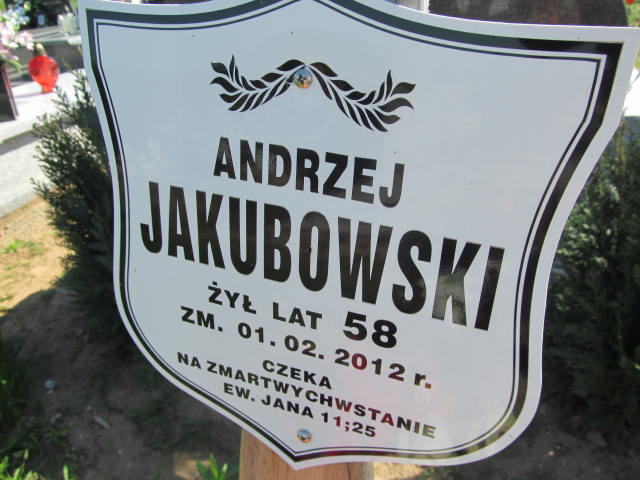 ANDRZEJ
JAKUBOWSKI
ŻYŁ LAT 58
ZM. 01. 02. 2012 r.
CZEKA
NA ZMARTWYCHWSTANIE
EW. JANA 11;25